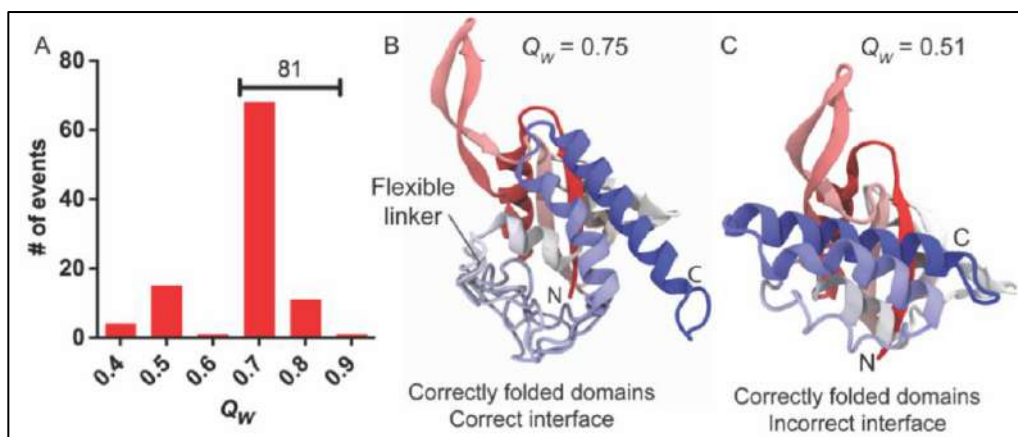 A
# of events
80
60
40
20
0
81
0.4
0.5
0.6
0.7
0.8
0.9
Qw
B
Qw = 0.75
Flexible
linker
N
C
Correctly folded domains
Correct interface
C
Qw = 0.51
C
N
Correctly folded domains
Incorrect interface